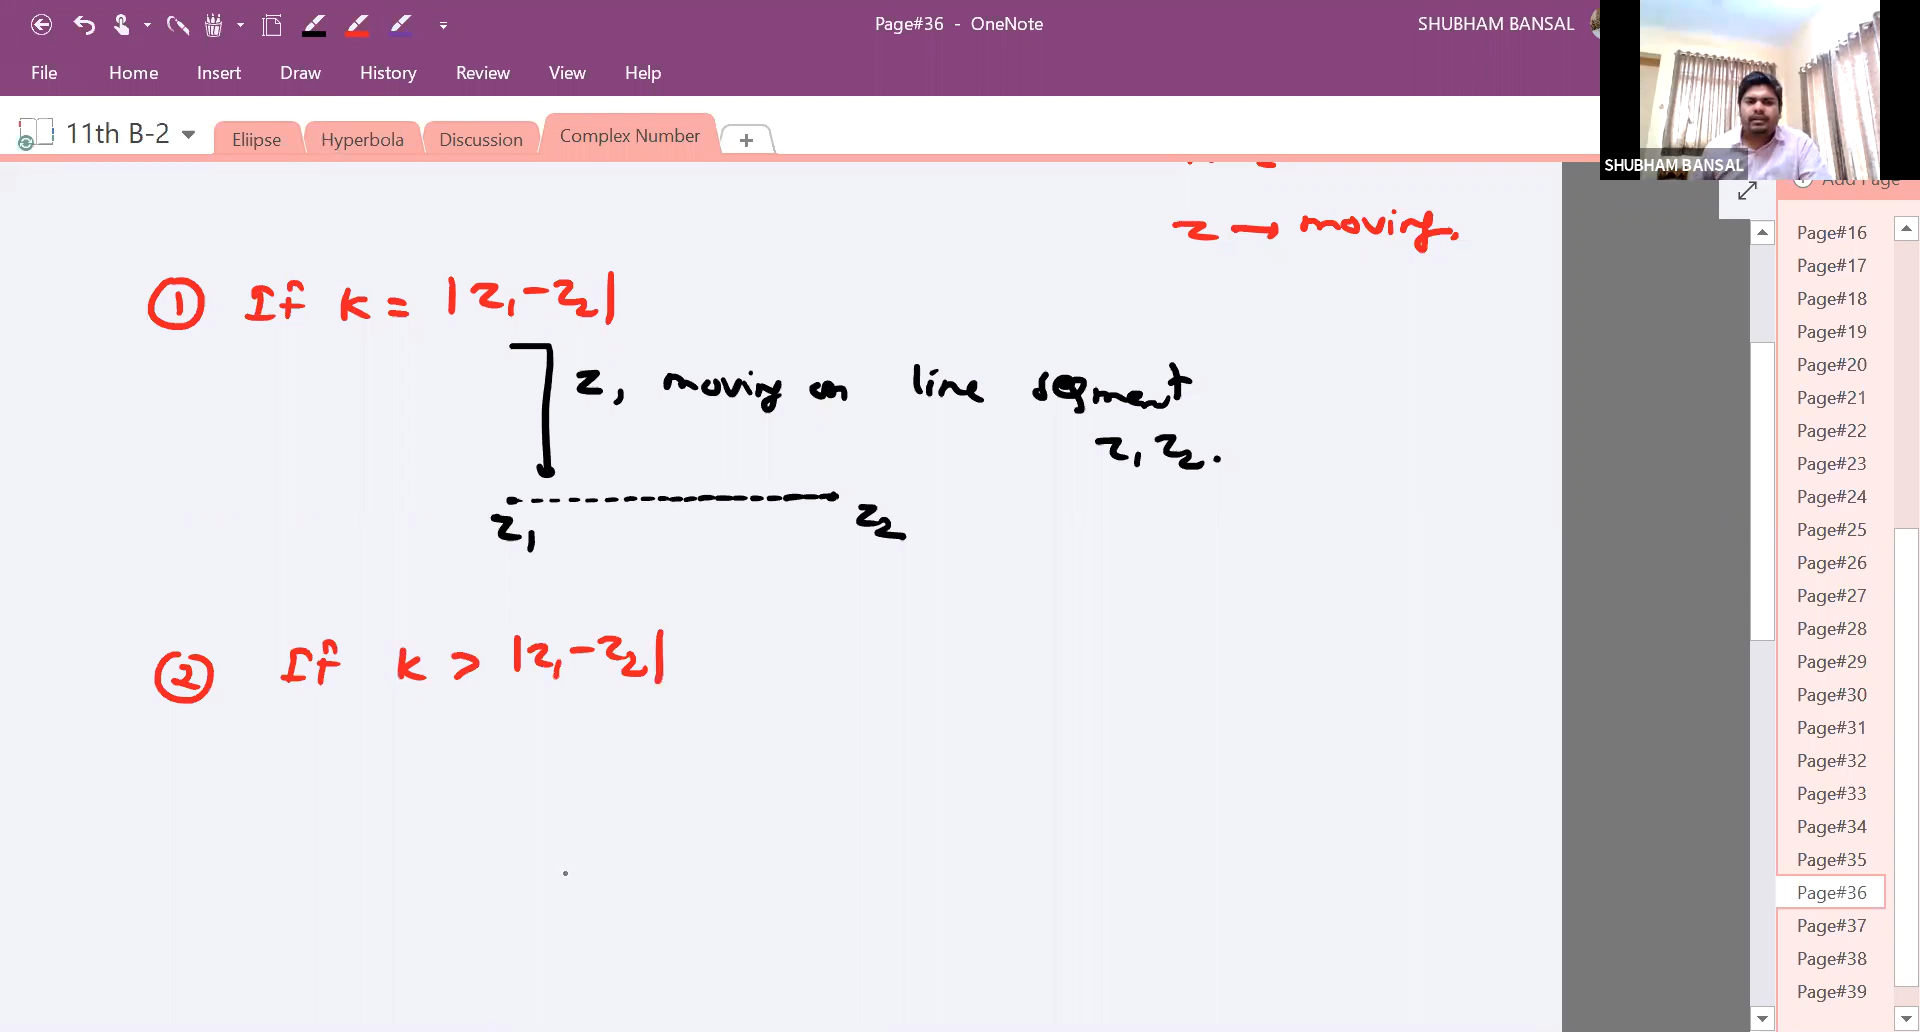 Page#36 - OneNote
SHUBHAM BANSAL
File Home Insert Draw History Review View Help
SHUBHAM BANSAL
11th B-2 Eliipse Hyperbola Discussion Complex Number +
Add Page
z → moving.
① If k = |z₁-z₂|
z, moving on line segment
z₁z₂.
z₁ z₂
② If k > |z₁-z₂|
Page#16
Page#17
Page#18
Page#19
Page#20
Page#21
Page#22
Page#23
Page#24
Page#25
Page#26
Page#27
Page#28
Page#29
Page#30
Page#31
Page#32
Page#33
Page#34
Page#35
Page#36
Page#37
Page#38
Page#39